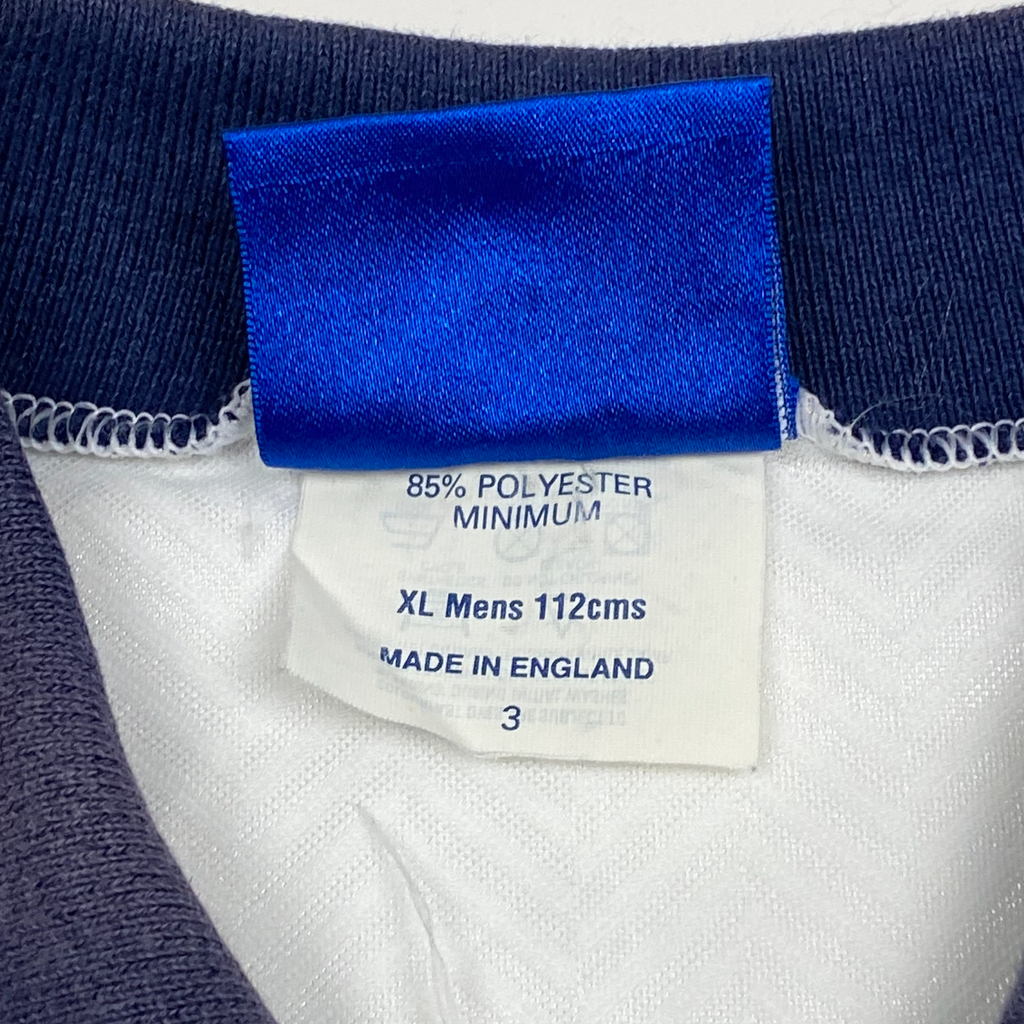 85% POLYESTER
MINIMUM
XL Mens 112cms
MADE IN ENGLAND
3